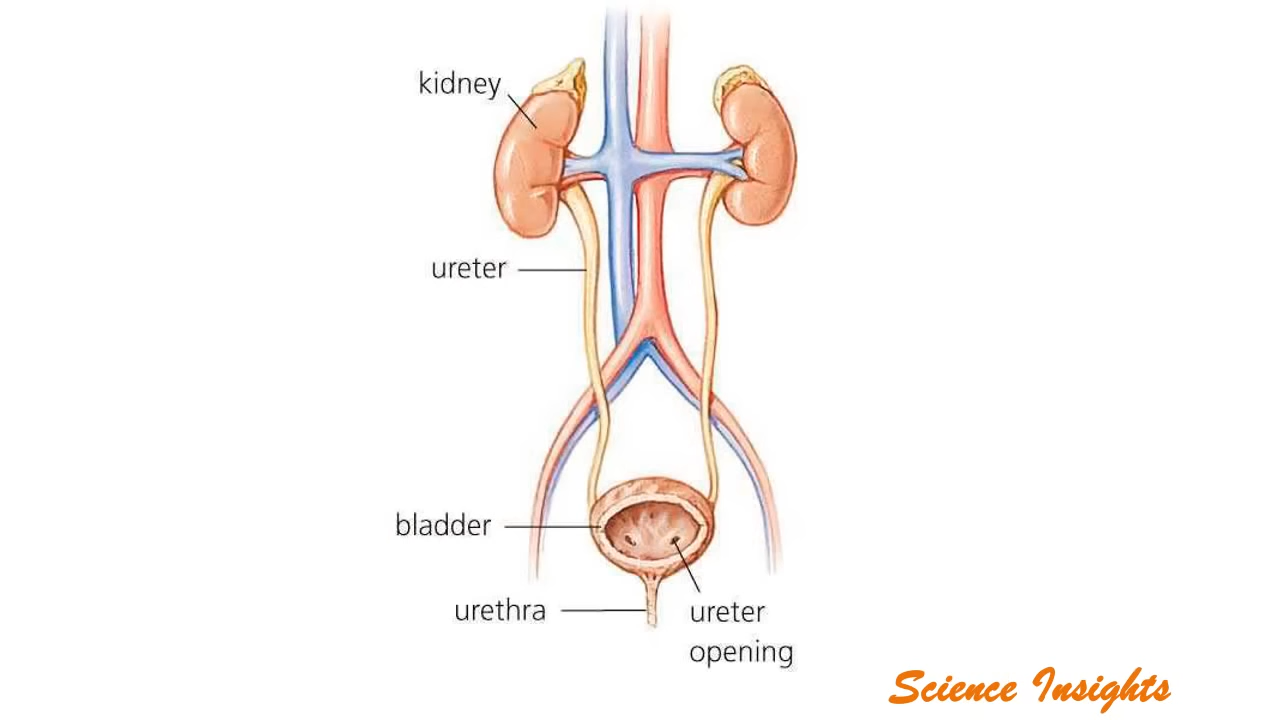 kidney
ureter
bladder
urethra
ureter
opening
Science Insights